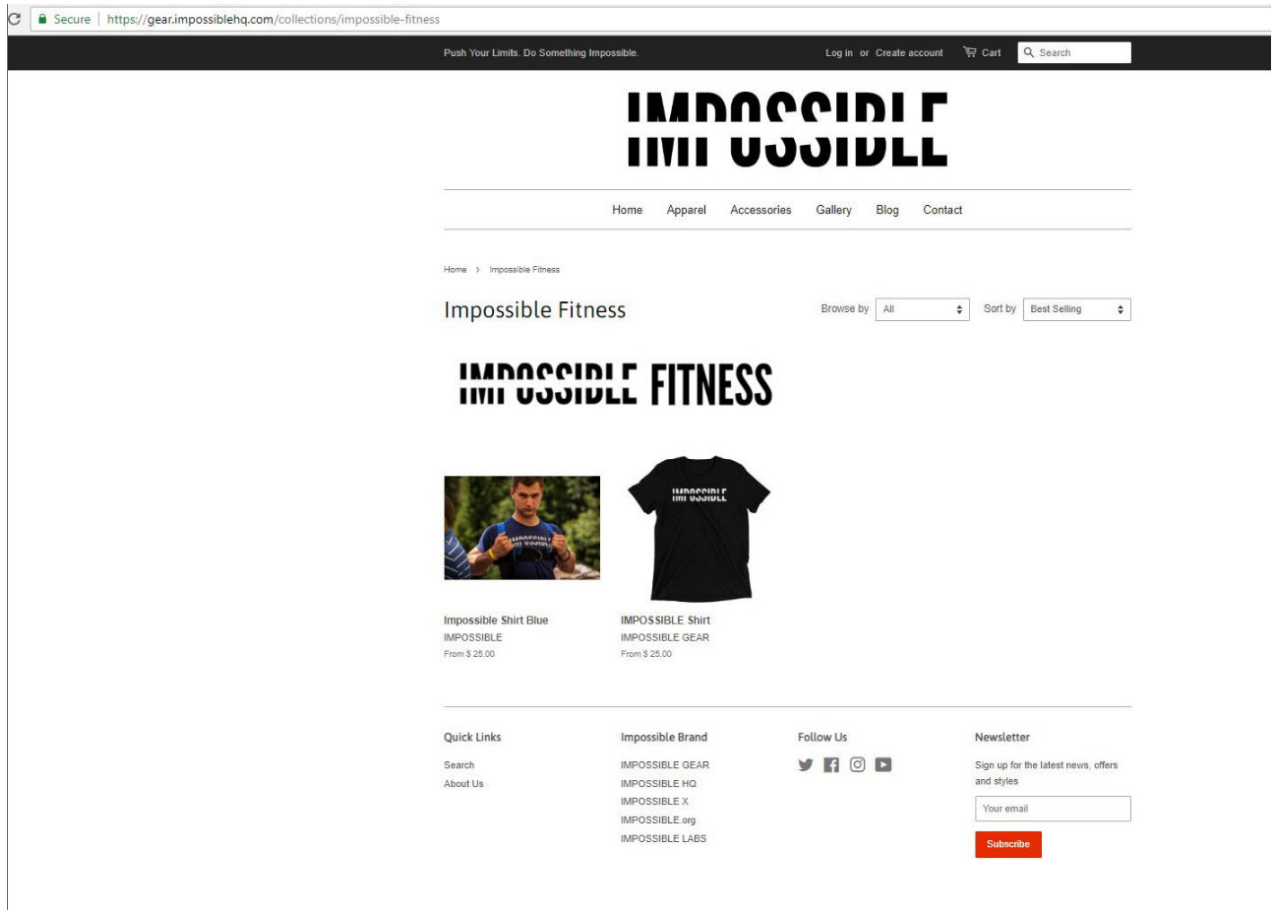 Secure | https://gear.impossiblehq.com/collections/impossible-fitness
Push Your Limits. Do Something Impossible. Log in or Create account Cart Search
IMPOSSIBLE
Home Apparel Accessories Gallery Blog Contact
Home › Impossible Fitness
Impossible Fitness Browse by All Sort by Best Selling
IMPOSSIBLE FITNESS
IMPOSSIBLE
IMPOSSIBLE
Impossible Shirt Blue IMPOSSIBLE Shirt
IMPOSSIBLE IMPOSSIBLE GEAR
From $ 25.00 From $ 25.00
Quick Links Impossible Brand Follow Us Newsletter
Search IMPOSSIBLE GEAR Sign up for the latest news, offers
About Us IMPOSSIBLE HQ and styles
IMPOSSIBLE X Your email
IMPOSSIBLE.org
IMPOSSIBLE LABS Subscribe